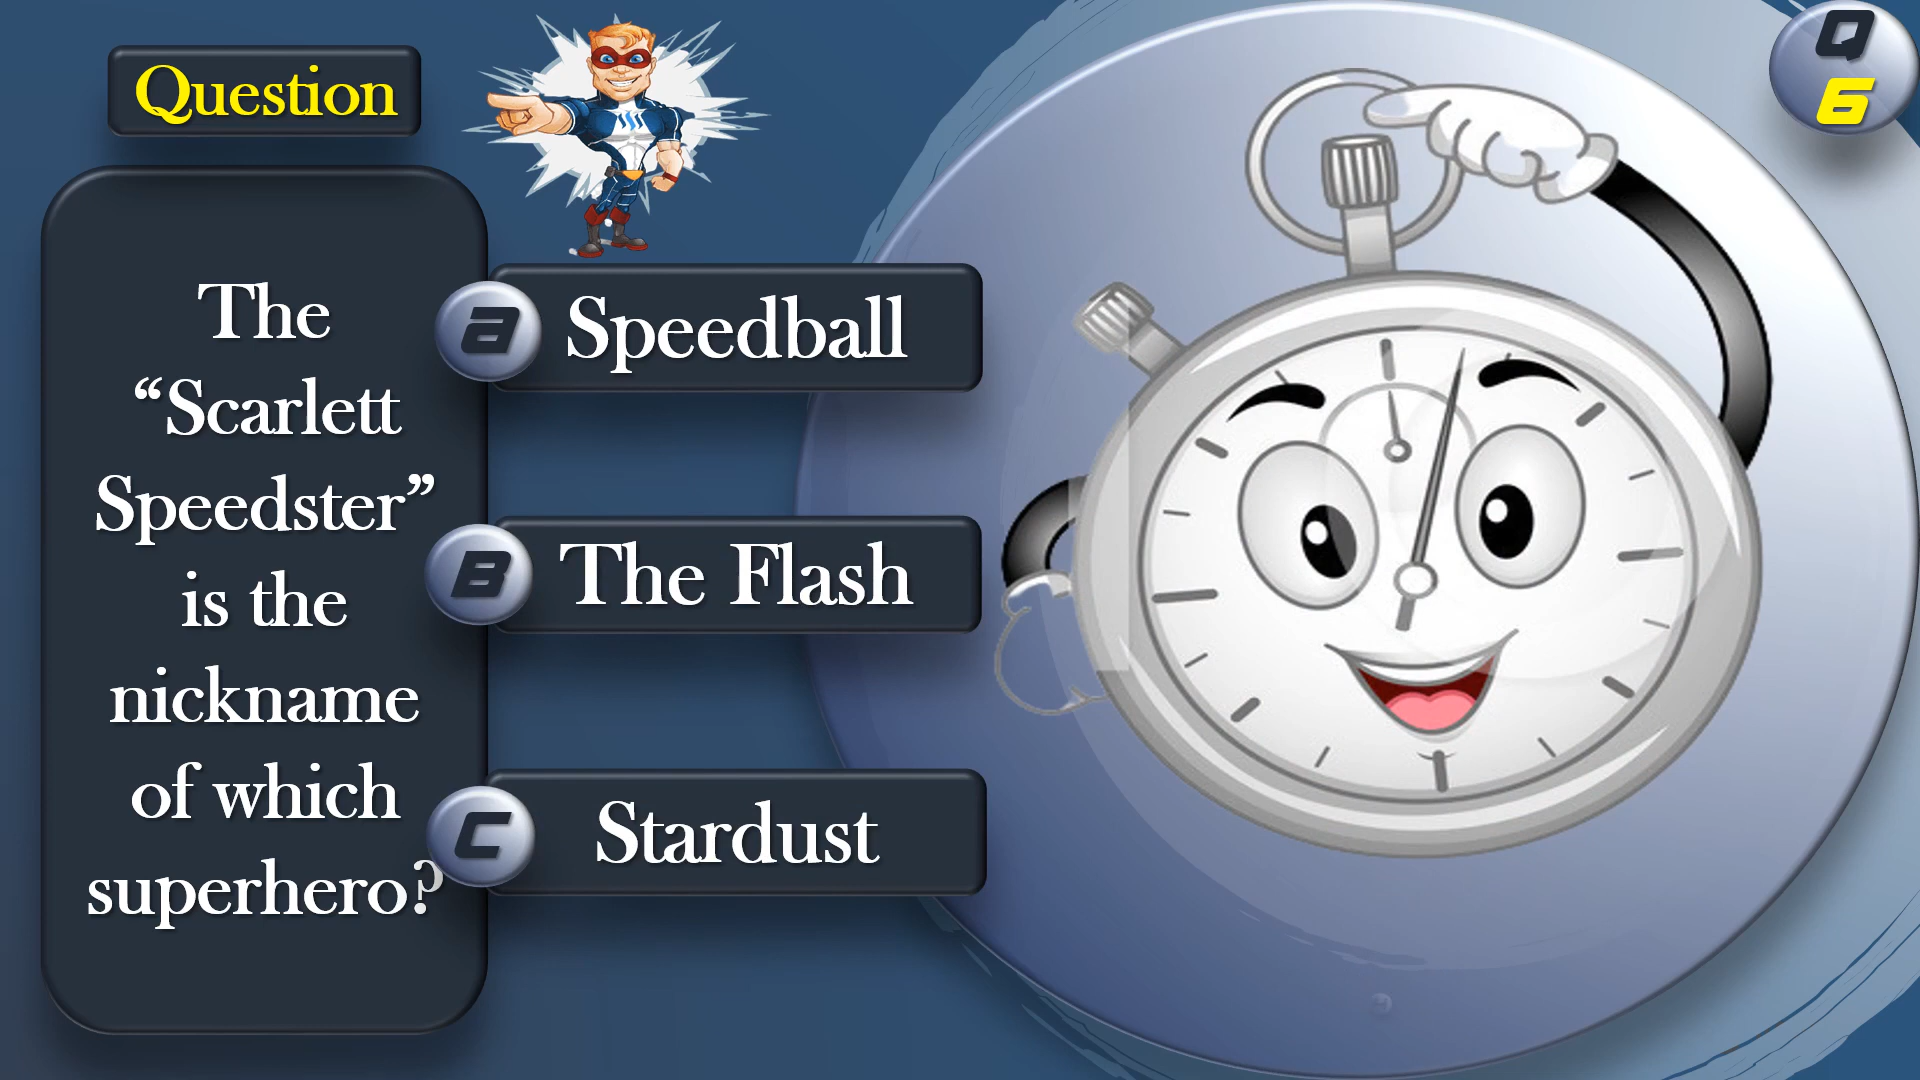 Question
Q
6
The
“Scarlett
Speedster”
is the
nickname
of which
superhero?
a Speedball
B The Flash
C Stardust